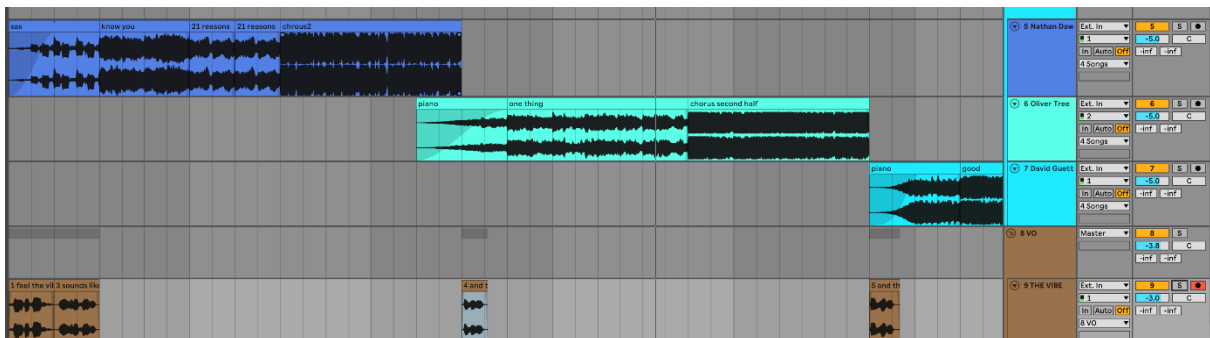 sax know you 21 reasons 21 reasons chrous2
5 Nathan Daw Ext. In 5 S
1 -5.0 C
In Auto Off -inf -inf
4 Songs
piano one thing chorus second half
6 Oliver Tree Ext. In 6 S
2 -5.0 C
In Auto Off -inf -inf
4 Songs
piano good
7 David Guett Ext. In 7 S
1 -5.0 C
In Auto Off -inf -inf
4 Songs
8 VO Master 8 S
-3.8 C
-inf -inf
1 feel the vib 3 sounds like 4 and t 5 and th
9 THE VIBE Ext. In 9 S
1 -3.0 C
In Auto Off -inf -inf
8 VO